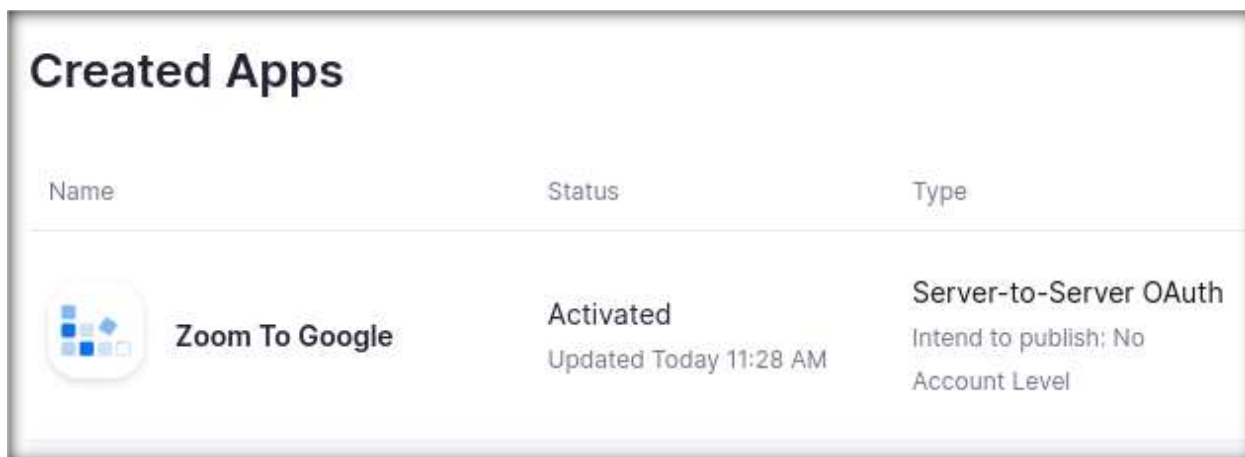 Created Apps
Name Status Type
Zoom To Google
Activated
Updated Today 11:28 AM
Server-to-Server OAuth
Intend to publish: No
Account Level